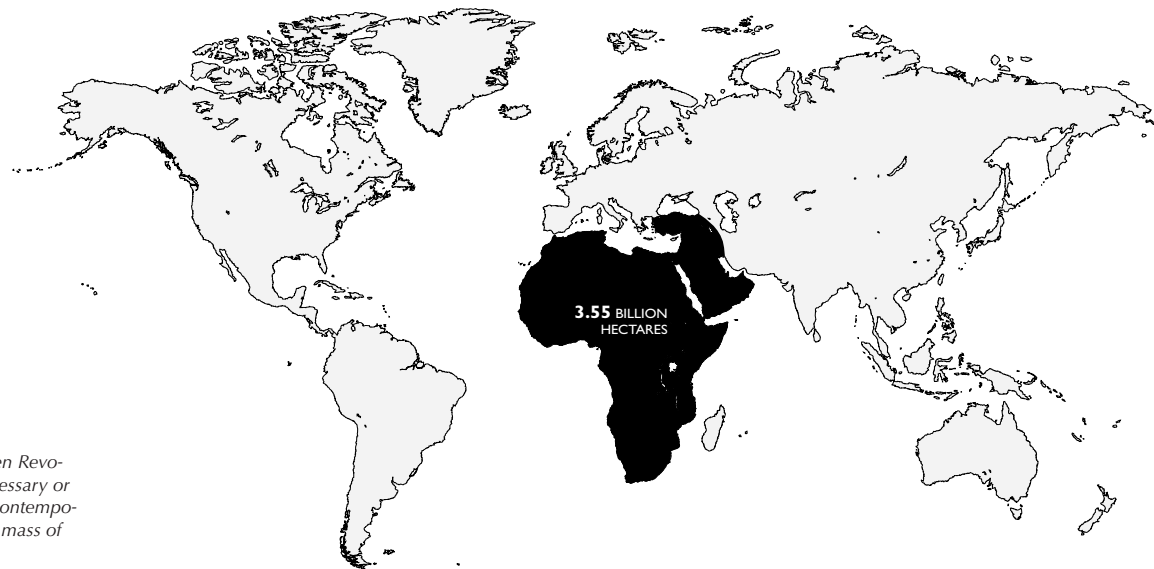 3.55 BILLION
HECTARES
en Revo-
essary or
ontempo-
mass of